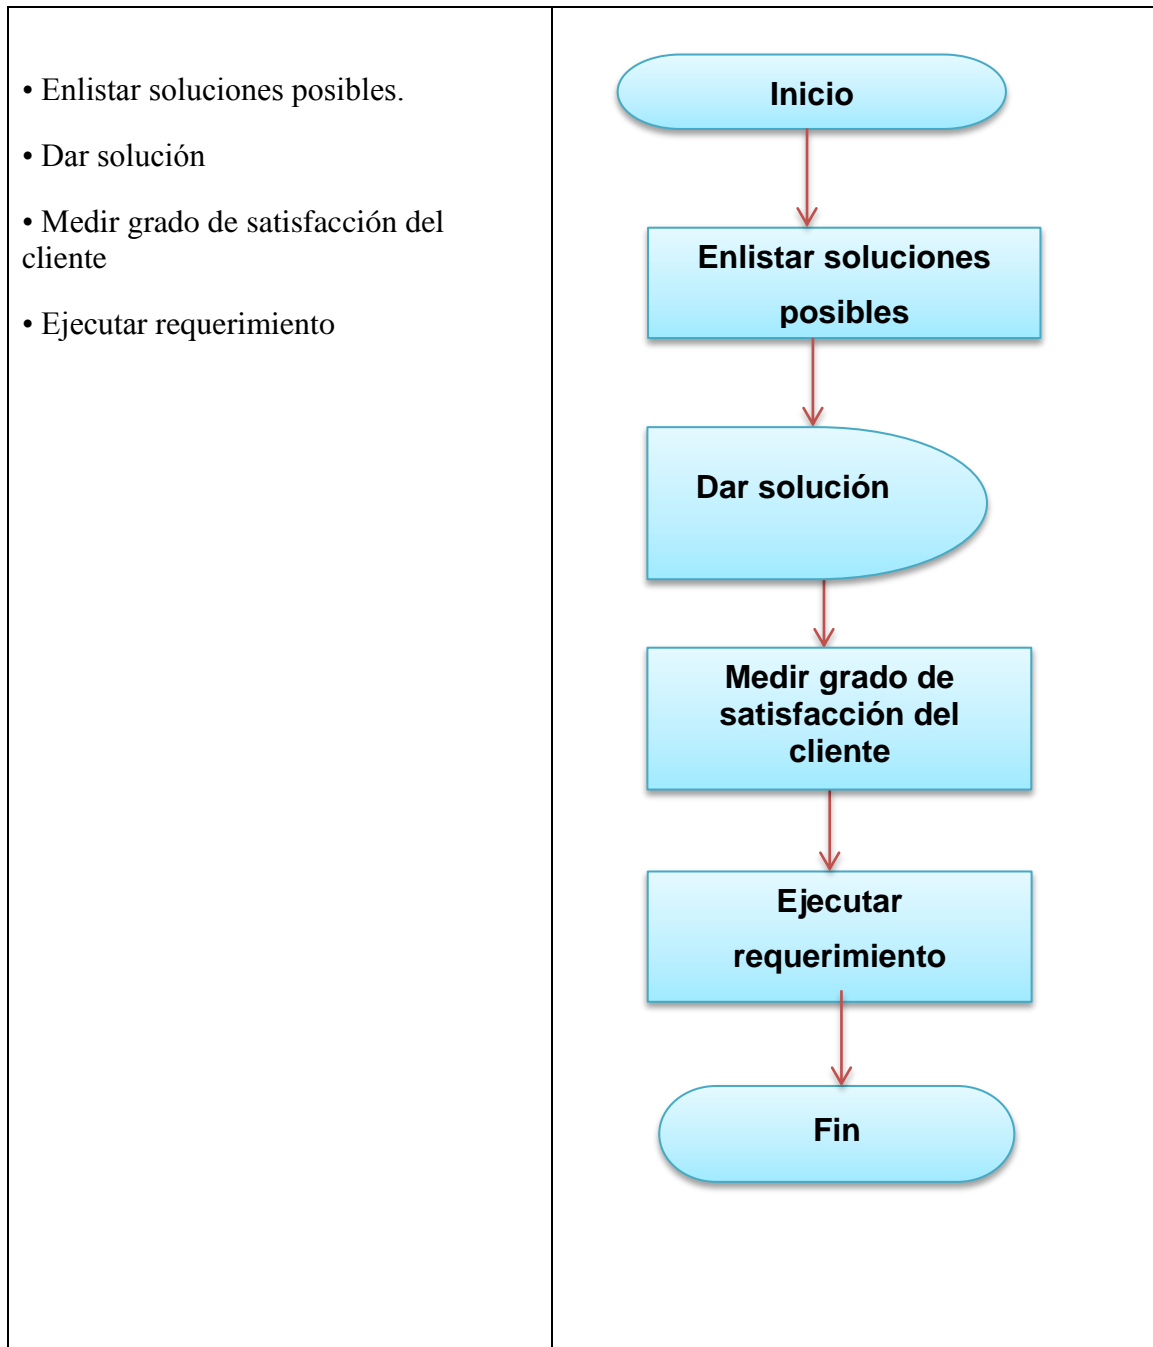 • Enlistar soluciones posibles.
• Dar solución
• Medir grado de satisfacción del
cliente
• Ejecutar requerimiento
Inicio
Enlistar soluciones
posibles
Dar solución
Medir grado de
satisfacción del
cliente
Ejecutar
requerimiento
Fin